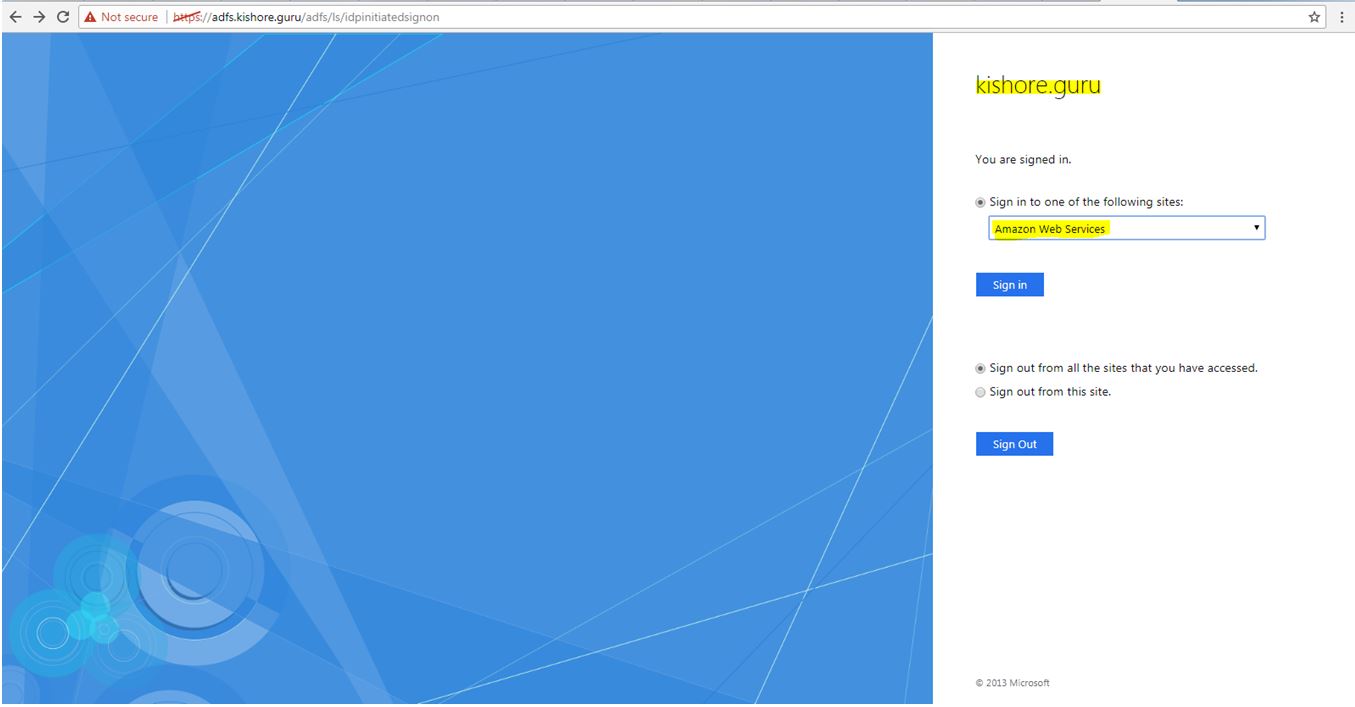 Not secure https://adfs.kishore.guru/adfs/ls/idpinitiatedsignon
kishore.guru
You are signed in.
Sign in to one of the following sites:
Amazon Web Services
Sign in
Sign out from all the sites that you have accessed.
Sign out from this site.
Sign Out
© 2013 Microsoft